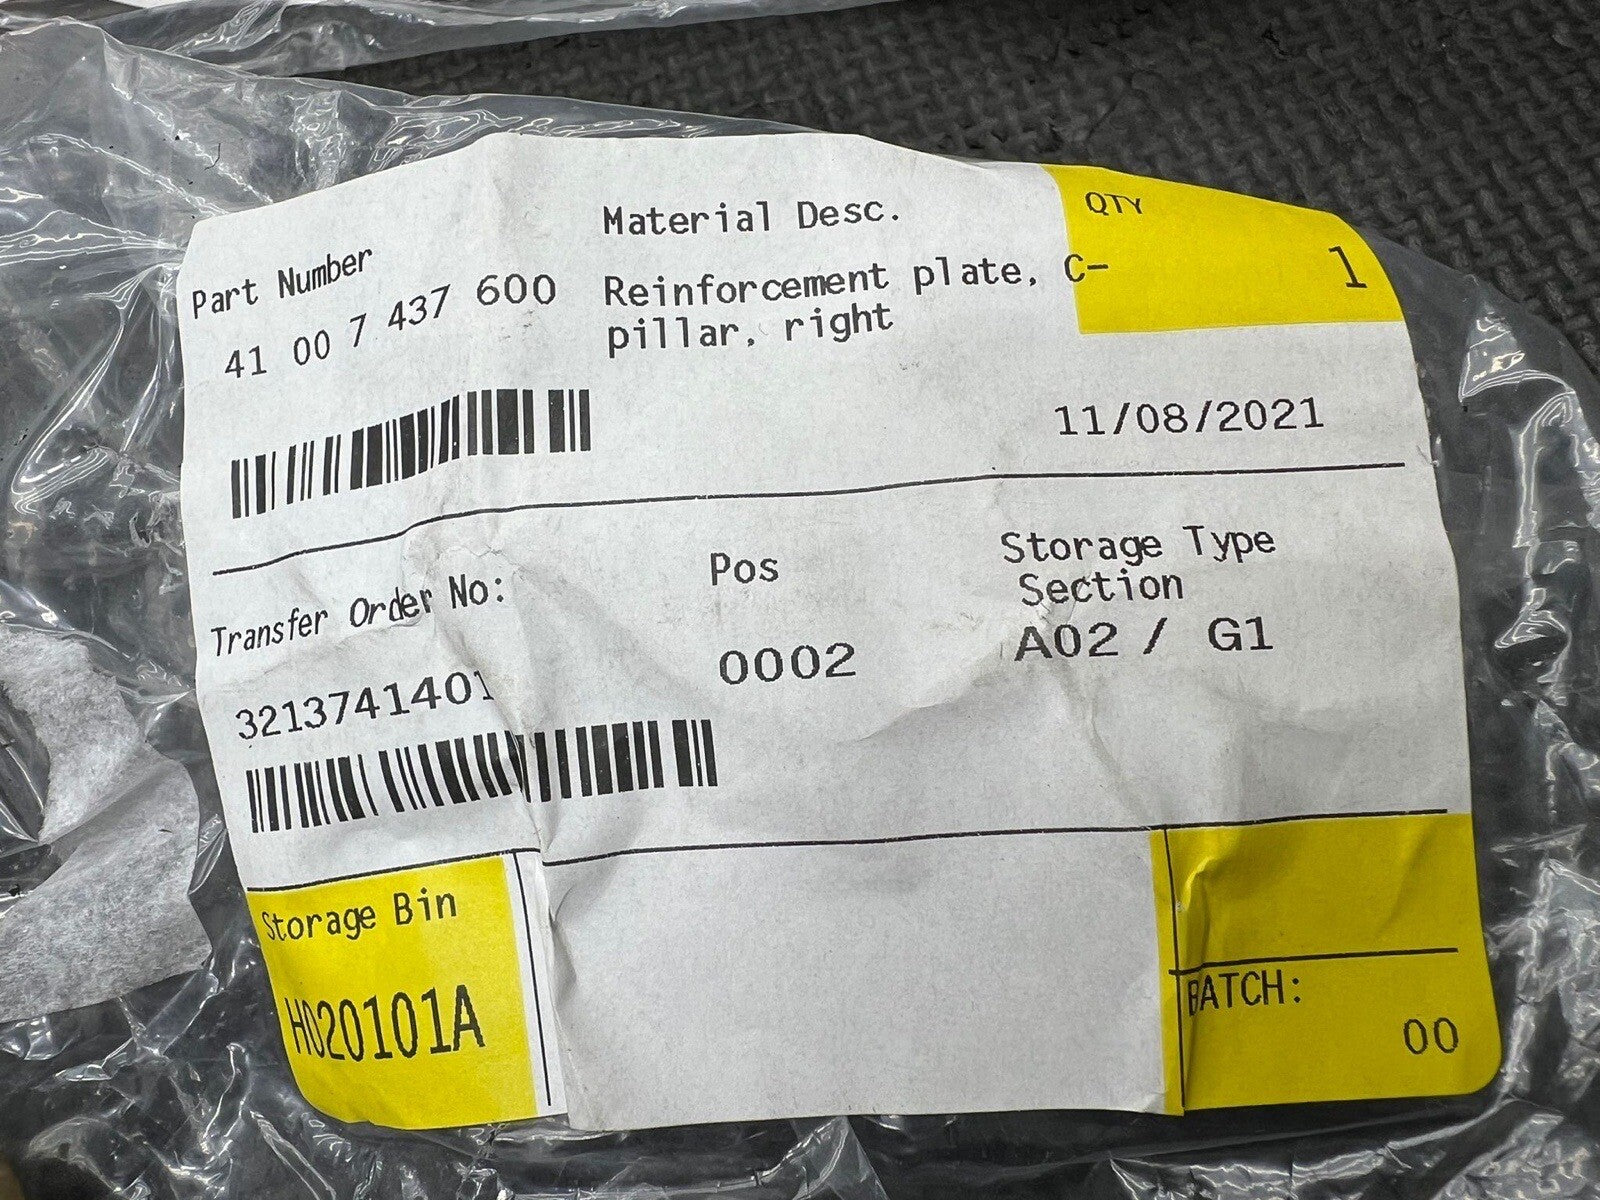 Part Number
41 00 7 437 600
Material Desc.
Reinforcement plate, C-
pillar, right
QTY
1
11/08/2021
Transfer Order No:
3213741401
Pos
0002
Storage Type
Section
A02 / G1
Storage Bin
H020101A
BATCH:
00